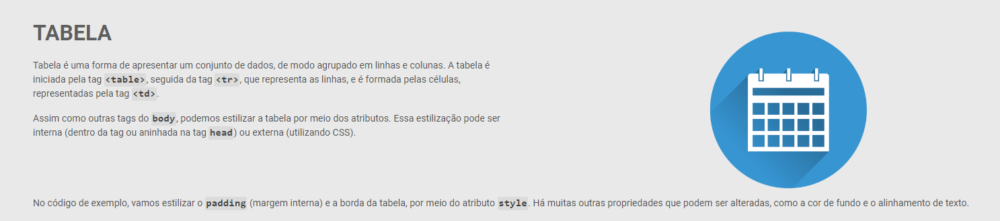 TABELA
Tabela é uma forma de apresentar um conjunto de dados, de modo agrupado em linhas e colunas. A tabela é
iniciada pela tag <table>, seguida da tag <tr>, que representa as linhas, e é formada pelas células,
representadas pela tag <td>.
Assim como outras tags do body, podemos estilizar a tabela por meio dos atributos. Essa estilização pode ser
interna (dentro da tag ou aninhada na tag head) ou externa (utilizando CSS).
No código de exemplo, vamos estilizar o padding (margem interna) e a borda da tabela, por meio do atributo style. Há muitas outras propriedades que podem ser alteradas, como a cor de fundo e o alinhamento de texto.